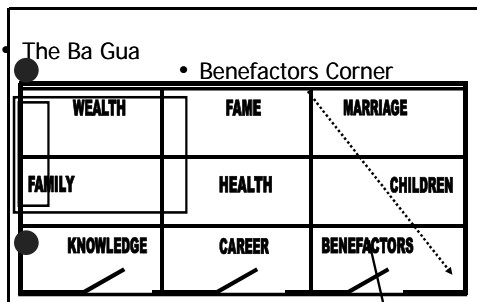 • The Ba Gua
• Benefactors Corner
WEALTH FAME MARRIAGE
FAMILY HEALTH CHILDREN
KNOWLEDGE CAREER BENEFACTORS